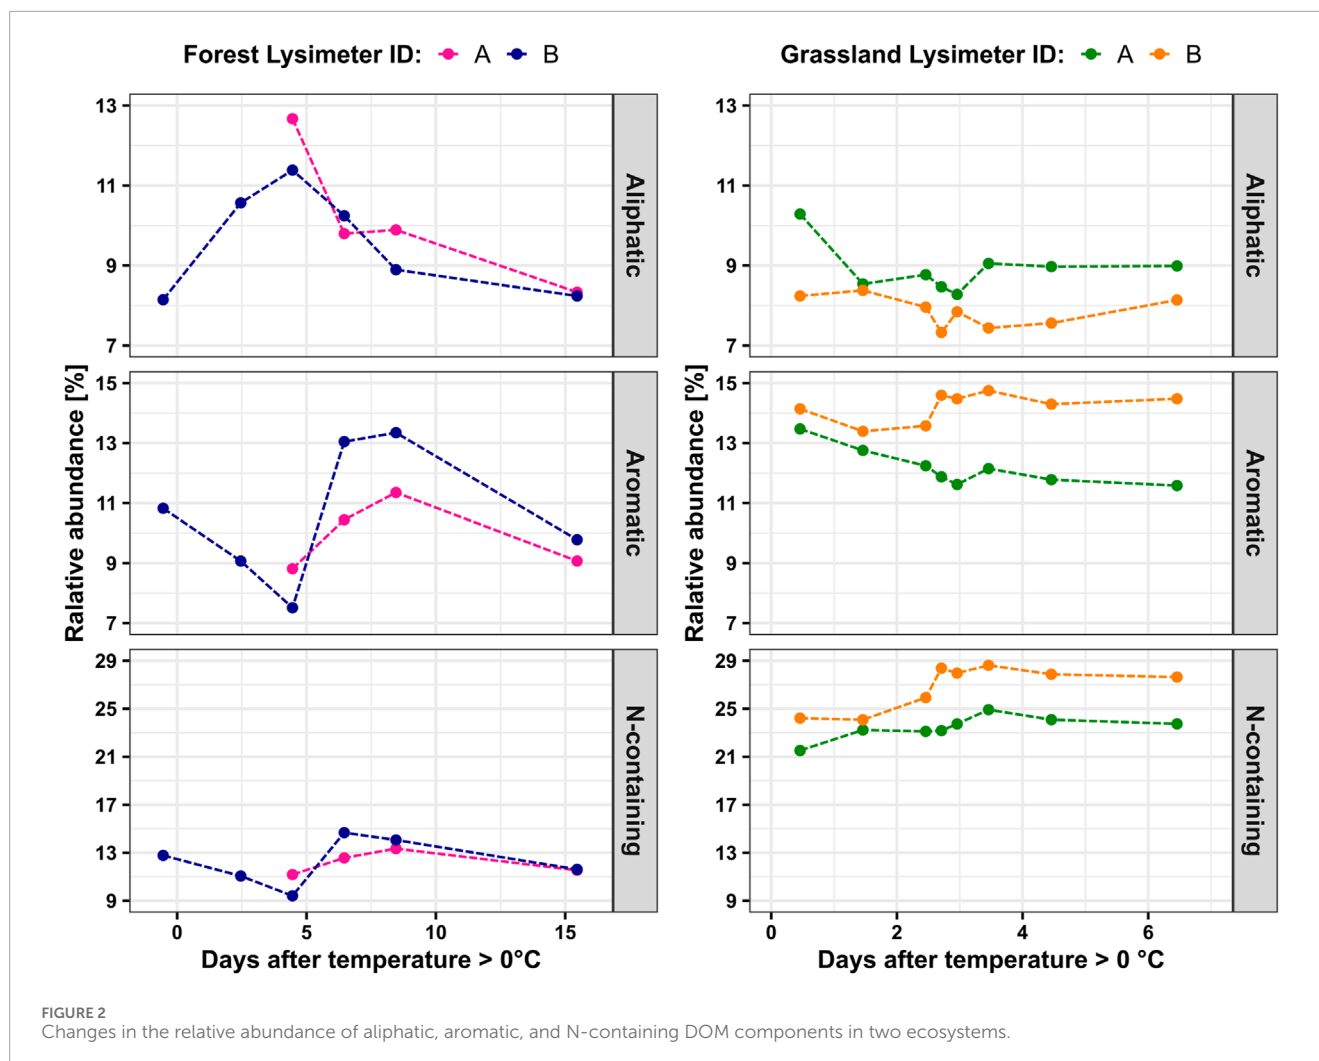 Forest Lysimeter ID: A B
Grassland Lysimeter ID: A B
Ralative abundance [%]
13
11
9
7
Aliphatic
15
13
11
9
7
Aromatic
29
25
21
17
13
9
N-containing
0 5 10 15
Days after temperature > 0°C
Ralative abundance [%]
13
11
9
7
Aliphatic
15
13
11
9
7
Aromatic
29
25
21
17
13
9
N-containing
0 2 4 6
Days after temperature > 0 °C
FIGURE 2
Changes in the relative abundance of aliphatic, aromatic, and N-containing DOM components in two ecosystems.